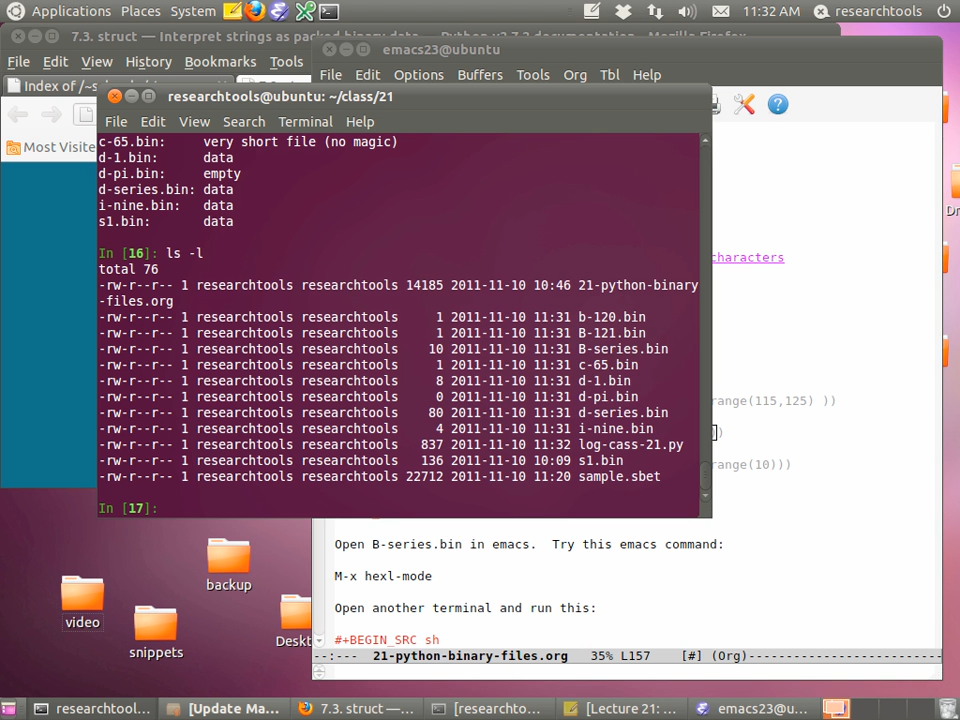 Applications Places System 11:32 AM researchtools
7.3. struct — Interpret strings as packed binary data — Python v2.7.2 documentation — Mozilla Firefox
File Edit View History Bookmarks Tools
Index of /~s
Most Visite
emacs23@ubuntu
File Edit Options Buffers Tools Org Tbl Help
researchtools@ubuntu: ~/class/21
File Edit View Search Terminal Help
c-65.bin: very short file (no magic)
d-1.bin: data
d-pi.bin: empty
d-series.bin: data
i-nine.bin: data
s1.bin: data
In [16]: ls -l
total 76
-rw-r--r-- 1 researchtools researchtools 14185 2011-11-10 10:46 21-python-binary
-files.org
-rw-r--r-- 1 researchtools researchtools 1 2011-11-10 11:31 b-120.bin
-rw-r--r-- 1 researchtools researchtools 1 2011-11-10 11:31 B-121.bin
-rw-r--r-- 1 researchtools researchtools 10 2011-11-10 11:31 B-series.bin
-rw-r--r-- 1 researchtools researchtools 1 2011-11-10 11:31 c-65.bin
-rw-r--r-- 1 researchtools researchtools 8 2011-11-10 11:31 d-1.bin
-rw-r--r-- 1 researchtools researchtools 0 2011-11-10 11:31 d-pi.bin
-rw-r--r-- 1 researchtools researchtools 80 2011-11-10 11:31 d-series.bin
-rw-r--r-- 1 researchtools researchtools 4 2011-11-10 11:31 i-nine.bin
-rw-r--r-- 1 researchtools researchtools 837 2011-11-10 11:32 log-cass-21.py
-rw-r--r-- 1 researchtools researchtools 136 2011-11-10 10:09 s1.bin
-rw-r--r-- 1 researchtools researchtools 22712 2011-11-10 11:20 sample.sbet
In [17]:
characters
range(115,125) ))
)
range(10)))
Open B-series.bin in emacs. Try this emacs command:
M-x hexl-mode
Open another terminal and run this:
#+BEGIN_SRC sh
--:--- 21-python-binary-files.org 35% L157 [#] (Org)
Dr
backup
video
snippets
Deskt
researchtool... [Update Ma... 7.3. struct —... [researchto... [Lecture 21: ... emacs23@u...